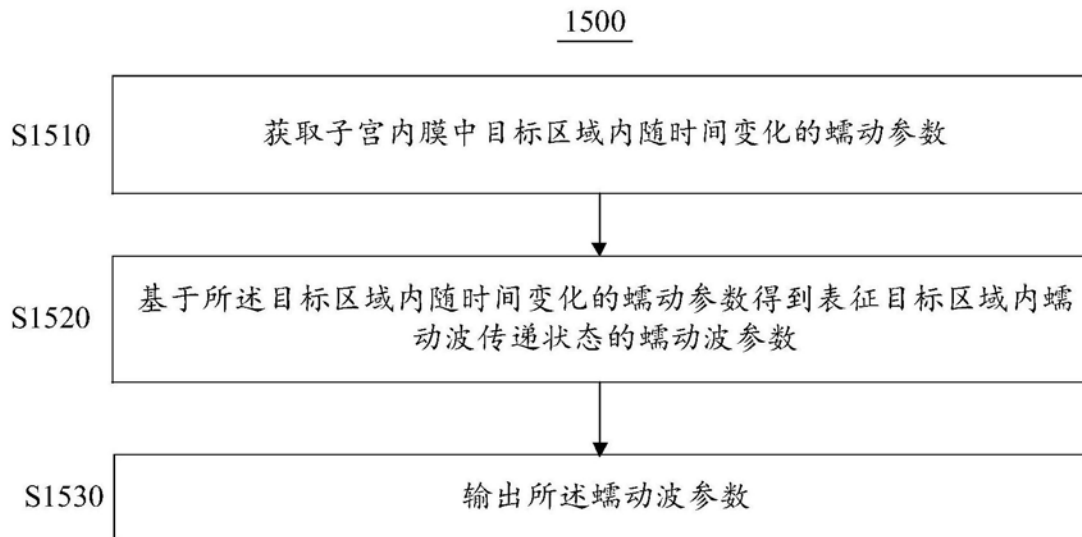 1500
S1510
获取子宫内膜中目标区域内随时间变化的蠕动参数
S1520
基于所述目标区域内随时间变化的蠕动参数得到表征目标区域内蠕
动波传递状态的蠕动波参数
S1530
输出所述蠕动波参数